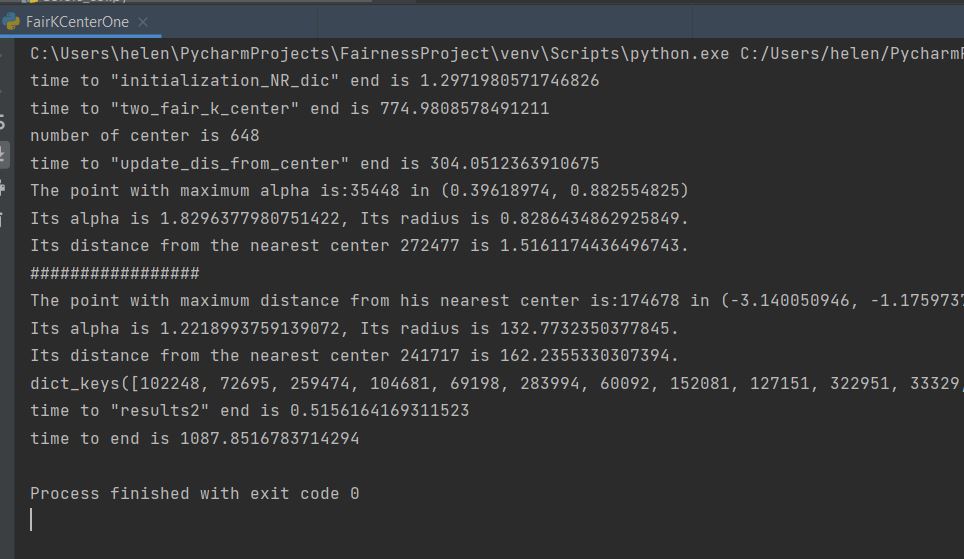 FairKCenterOne
C:\Users\helen\PycharmProjects\FairnessProject\venv\Scripts\python.exe C:/Users/helen/Pycharm
time to "initialization_NR_dic" end is 1.2971980571746826
time to "two_fair_k_center" end is 774.9808578491211
number of center is 648
time to "update_dis_from_center" end is 304.0512363910675
The point with maximum alpha is:35448 in (0.39618974, 0.882554825)
Its alpha is 1.8296377980751422, Its radius is 0.8286434862925849.
Its distance from the nearest center 272477 is 1.5161174436496743.
#################
The point with maximum distance from his nearest center is:174678 in (-3.140050946, -1.175973
Its alpha is 1.2218993759139072, Its radius is 132.7732350377845.
Its distance from the nearest center 241717 is 162.2355330307394.
dict_keys([102248, 72695, 259474, 104681, 69198, 283994, 60092, 152081, 127151, 322951, 33329,
time to "results2" end is 0.5156164169311523
time to end is 1087.8516783714294
Process finished with exit code 0